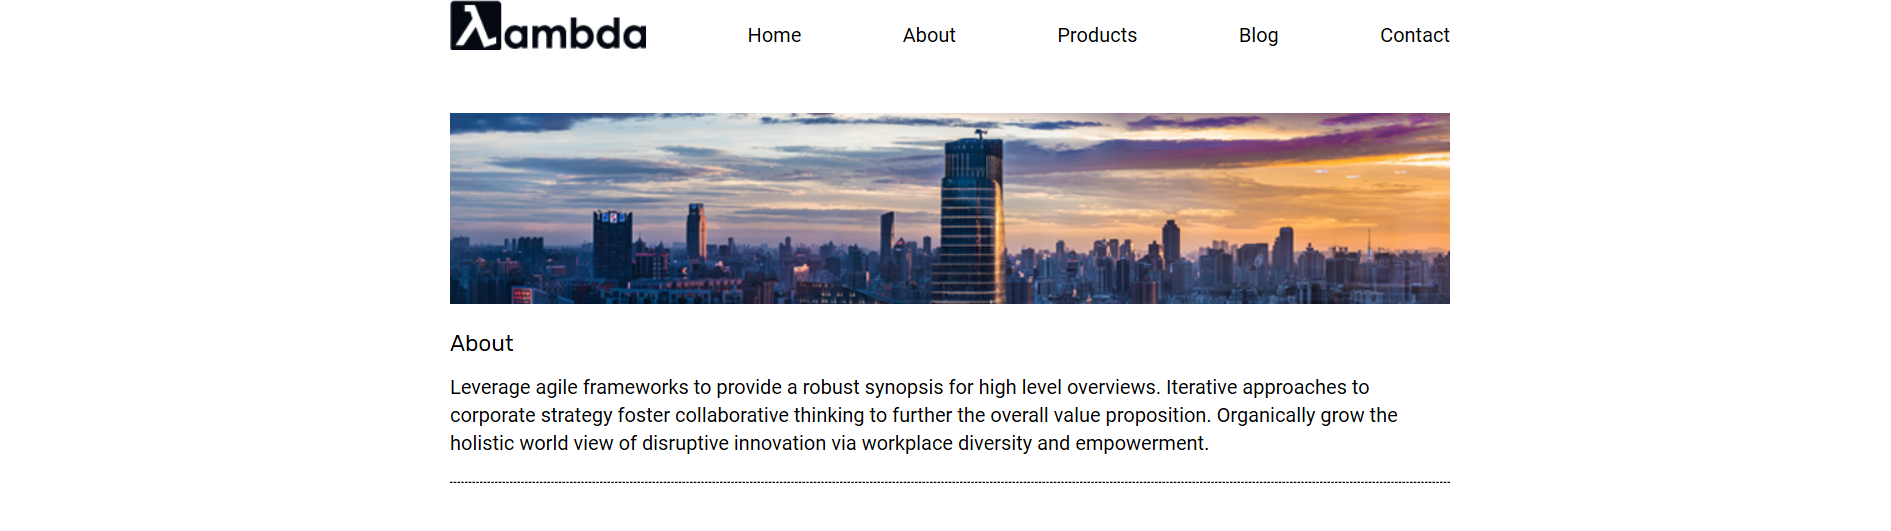 λambda
Home About Products Blog Contact
About
Leverage agile frameworks to provide a robust synopsis for high level overviews. Iterative approaches to
corporate strategy foster collaborative thinking to further the overall value proposition. Organically grow the
holistic world view of disruptive innovation via workplace diversity and empowerment.